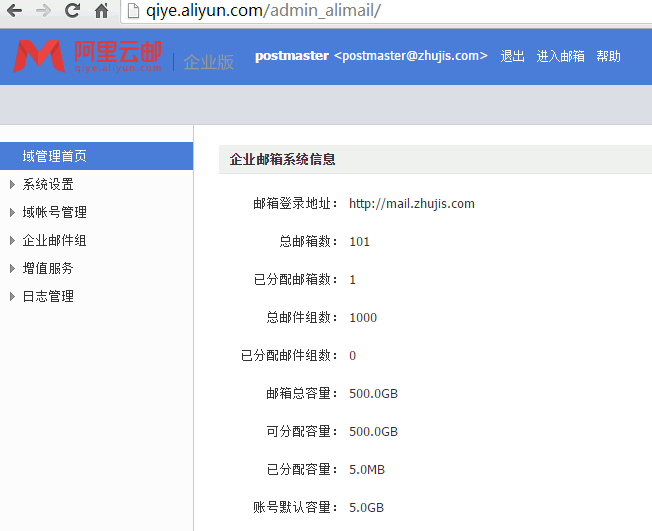 qiye.aliyun.com/admin_alimail/
阿里云邮
qiye.aliyun.com
企业版
postmaster <postmaster@zhujis.com> 退出 进入邮箱 帮助
域管理首页
系统设置
域帐号管理
企业邮件组
增值服务
日志管理
企业邮箱系统信息
邮箱登录地址： http://mail.zhujis.com
总邮箱数： 101
已分配邮箱数： 1
总邮件组数： 1000
已分配邮件组数： 0
邮箱总容量： 500.0GB
可分配容量： 500.0GB
已分配容量： 5.0MB
账号默认容量： 5.0GB